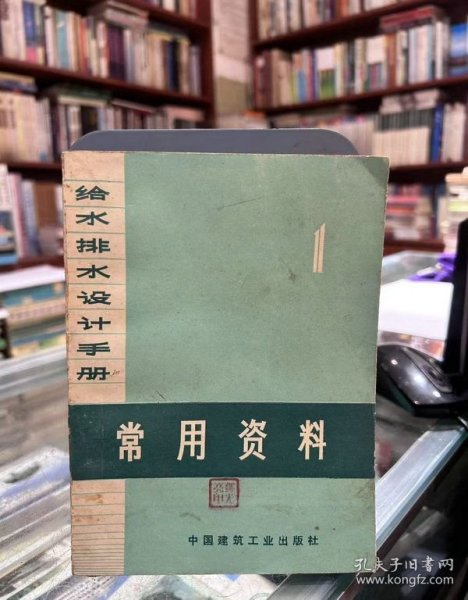 给水排水设计手册
1
常用资料
中国建筑工业出版社
孔夫子旧书网
www.kongfz.com